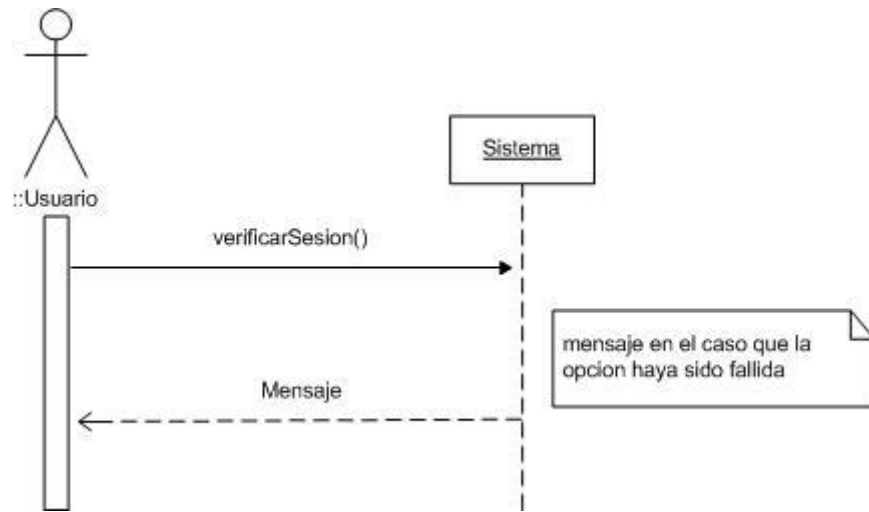 Sistema
::Usuario
verificarSesion()
mensaje en el caso que la
opcion haya sido fallida
Mensaje